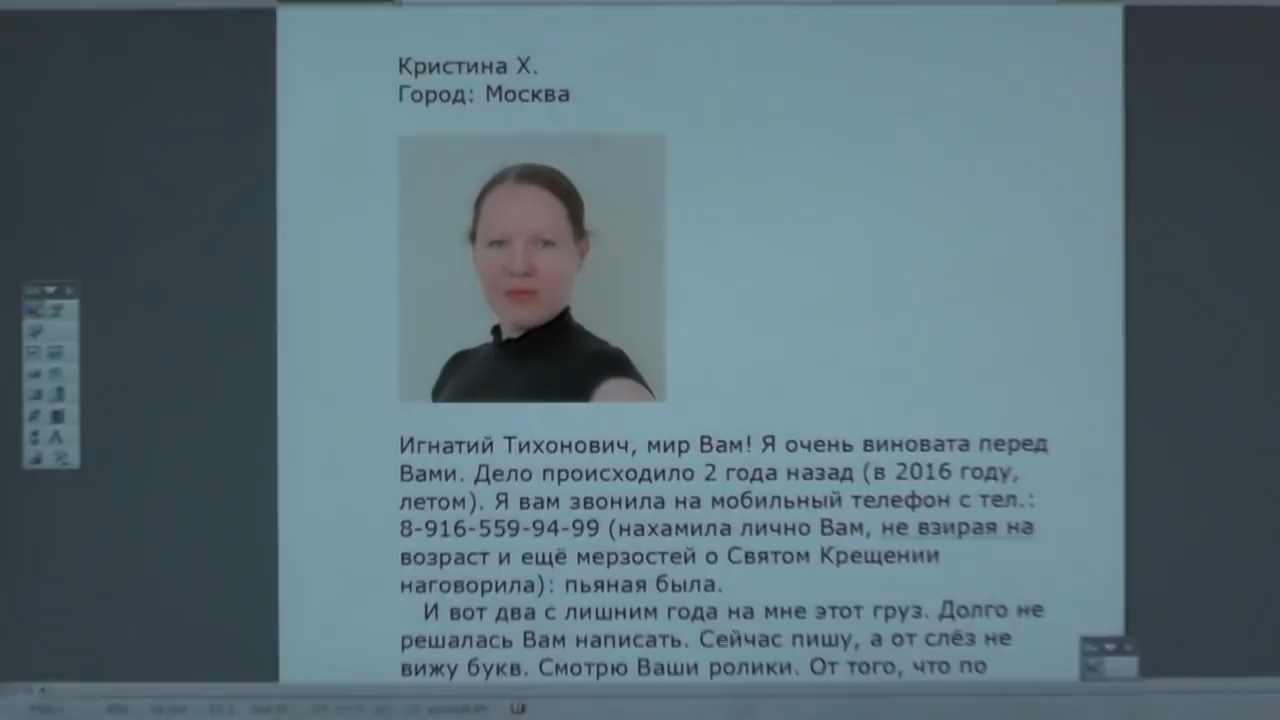 Кристина Х.
Город: Москва
Игнатий Тихонович, мир Вам! Я очень виновата перед
Вами. Дело происходило 2 года назад (в 2016 году,
летом). Я вам звонила на мобильный телефон с тел.:
8-916-559-94-99 (нахамила лично Вам, не взирая на
возраст и ещё мерзостей о Святом Крещении
наговорила): пьяная была.
И вот два с лишним года на мне этот груз. Долго не
решалась Вам написать. Сейчас пишу, а от слёз не
вижу букв. Смотрю Ваши ролики. От того, что по